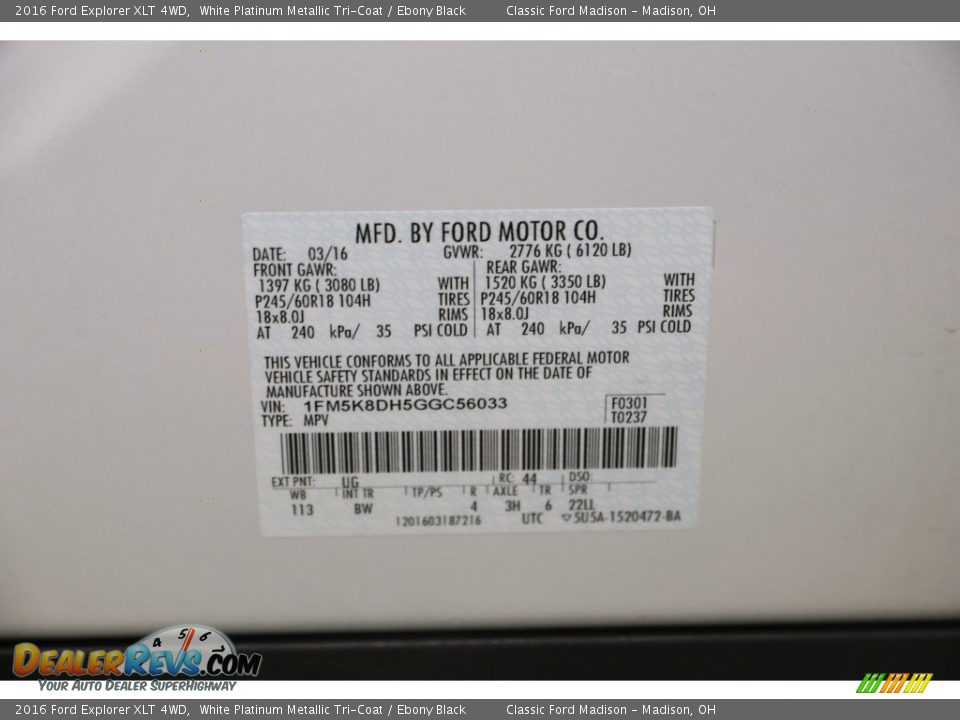 2016 Ford Explorer XLT 4WD, White Platinum Metallic Tri-Coat / Ebony Black Classic Ford Madison - Madison, OH
MFD. BY FORD MOTOR CO.
DATE: 03/16 GVWR: 2776 KG ( 6120 LB)
FRONT GAWR: REAR GAWR:
1397 KG ( 3080 LB) WITH 1520 KG ( 3350 LB) WITH
P245/60R18 104H TIRES P245/60R18 104H TIRES
18x8.0J RIMS 18x8.0J RIMS
AT 240 kPa/ 35 PSI COLD AT 240 kPa/ 35 PSI COLD
THIS VEHICLE CONFORMS TO ALL APPLICABLE FEDERAL MOTOR
VEHICLE SAFETY STANDARDS IN EFFECT ON THE DATE OF
MANUFACTURE SHOWN ABOVE.
VIN: 1FM5K8DH5GGC56033 F0301
TYPE: MPV T0237
EXT PNT: UG RC: 44 DSO:
WB INT TR TP/PS R AXLE TR SPR
113 BW 4 3H 6 22LL
1201603187216 UTC ▽5U5A-1520472-BA
4 5 6
DEALERREVS.COM
YOUR AUTO DEALER SUPERHIGHWAY
2016 Ford Explorer XLT 4WD, White Platinum Metallic Tri-Coat / Ebony Black Classic Ford Madison - Madison, OH